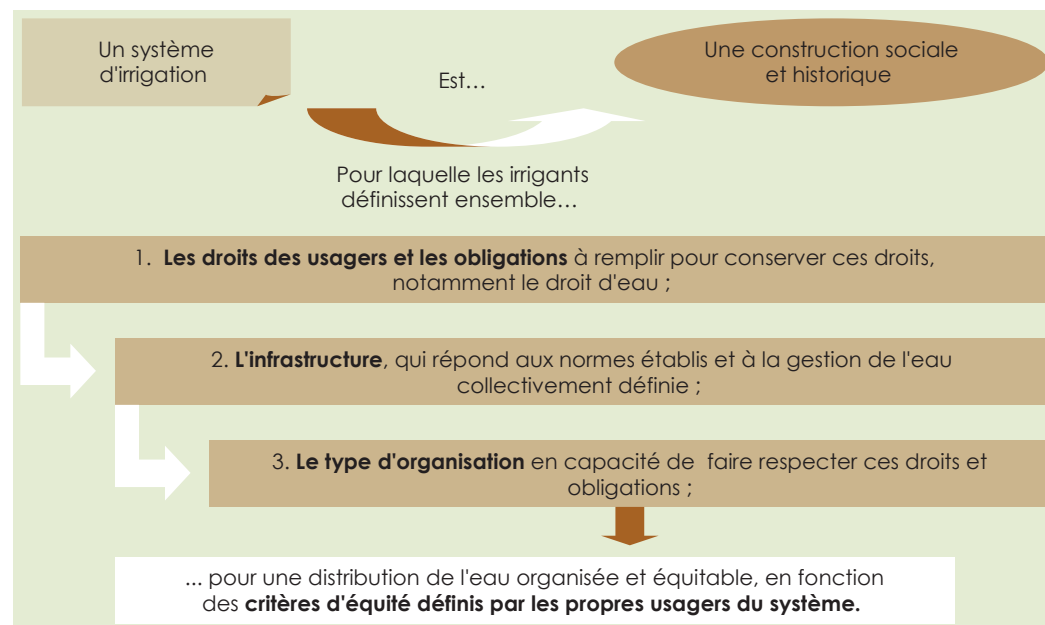 Un système
d'irrigation
Est…
Une construction sociale
et historique
Pour laquelle les irrigants
définissent ensemble…
1. Les droits des usagers et les obligations à remplir pour conserver ces droits,
notamment le droit d'eau ;
2. L'infrastructure, qui répond aux normes établis et à la gestion de l'eau
collectivement définie ;
3. Le type d'organisation en capacité de faire respecter ces droits et
obligations ;
... pour une distribution de l'eau organisée et équitable, en fonction
des critères d'équité définis par les propres usagers du système.